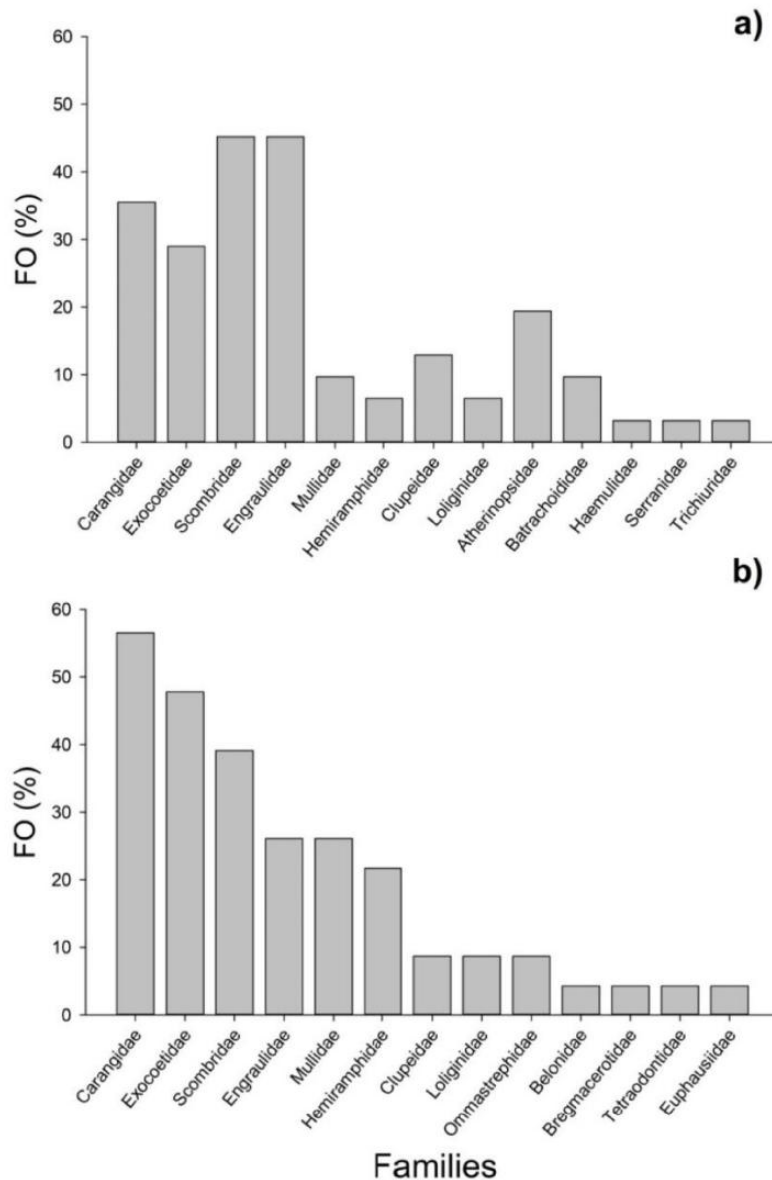 a)
60
50
40
30
20
10
0
FO (%)
Carangidae
Exocoetidae
Scombridae
Engraulidae
Mullidae
Hemiramphidae
Clupeidae
Loliginidae
Atherinopsidae
Batrachoididae
Haemulidae
Serranidae
Trichiuridae
b)
60
50
40
30
20
10
0
FO (%)
Carangidae
Exocoetidae
Scombridae
Engraulidae
Mullidae
Hemiramphidae
Clupeidae
Loliginidae
Ommastrephidae
Belonidae
Bregmacerotidae
Tetraodontidae
Euphausiidae
Families